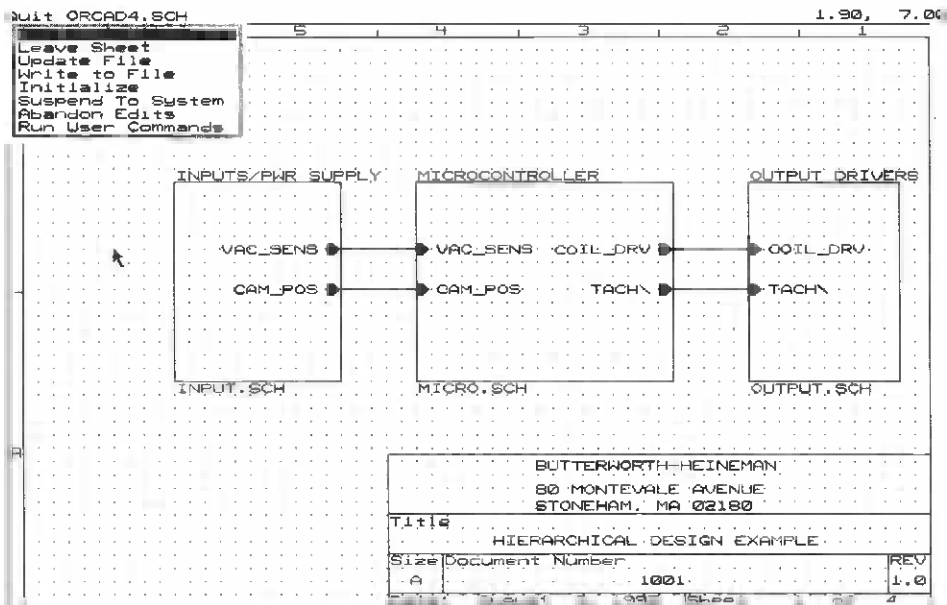 Quit ORCAD4.SCH 1.90, 7.00
Leave Sheet
Update File
Write to File
Initialize
Suspend To System
Abandon Edits
Run User Commands
5 4 3 2 1
INPUTS/PWR SUPPLY MICROCONTROLLER OUTPUT DRIVERS
VAC_SENS VAC_SENS COIL_DRV COIL_DRV
CAM_POS CAM_POS TACH\ TACH\
INPUT.SCH MICRO.SCH OUTPUT.SCH
A
BUTTERWORTH-HEINEMAN
80 MONTEVALE AVENUE
STONEHAM, MA 02180
Title
HIERARCHICAL DESIGN EXAMPLE
Size Document Number REV
A 1001 1.0